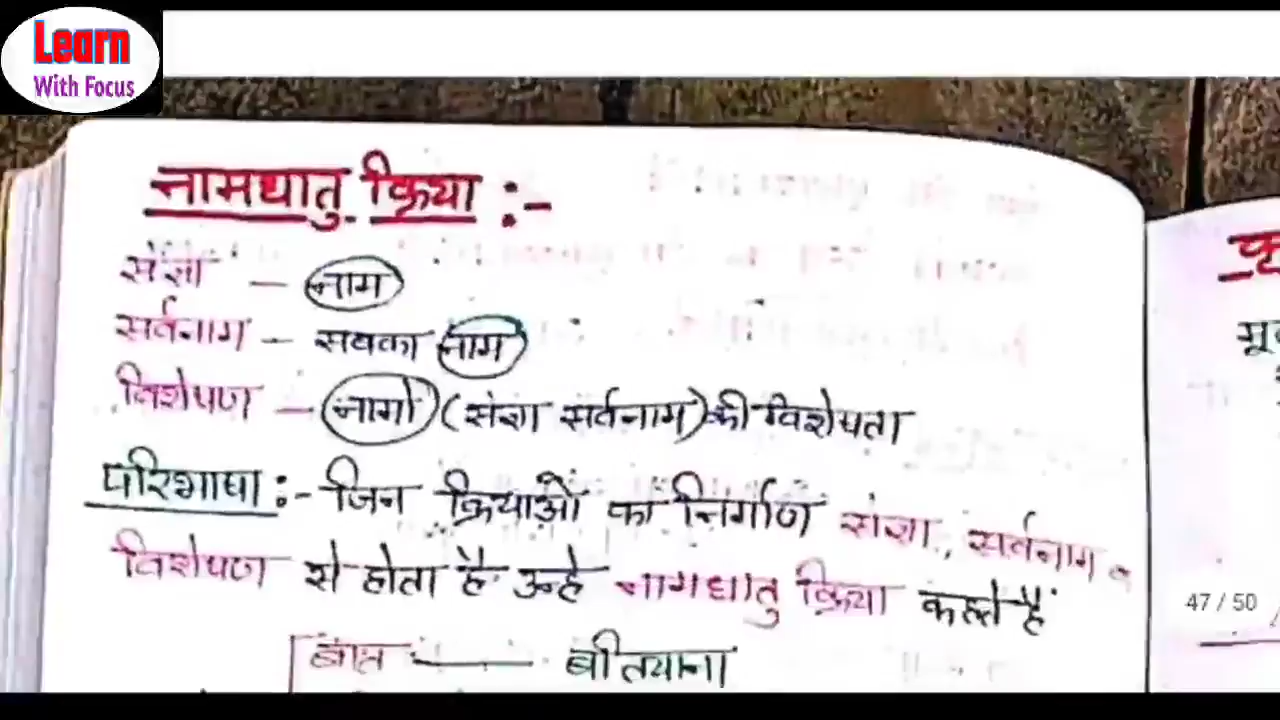 Learn
With Focus
नामधातु क्रिया :-
संज्ञा — नाम
सर्वनाम — सबका नाम
विशेषण — नामों (संज्ञा सर्वनाम) की विशेषता
परिभाषा :- जिन क्रियाओं का निर्माण संज्ञा, सर्वनाम व
विशेषण से होता है उन्हे नामधातु क्रिया कहते हैं
बात — बतियाना
47 / 50